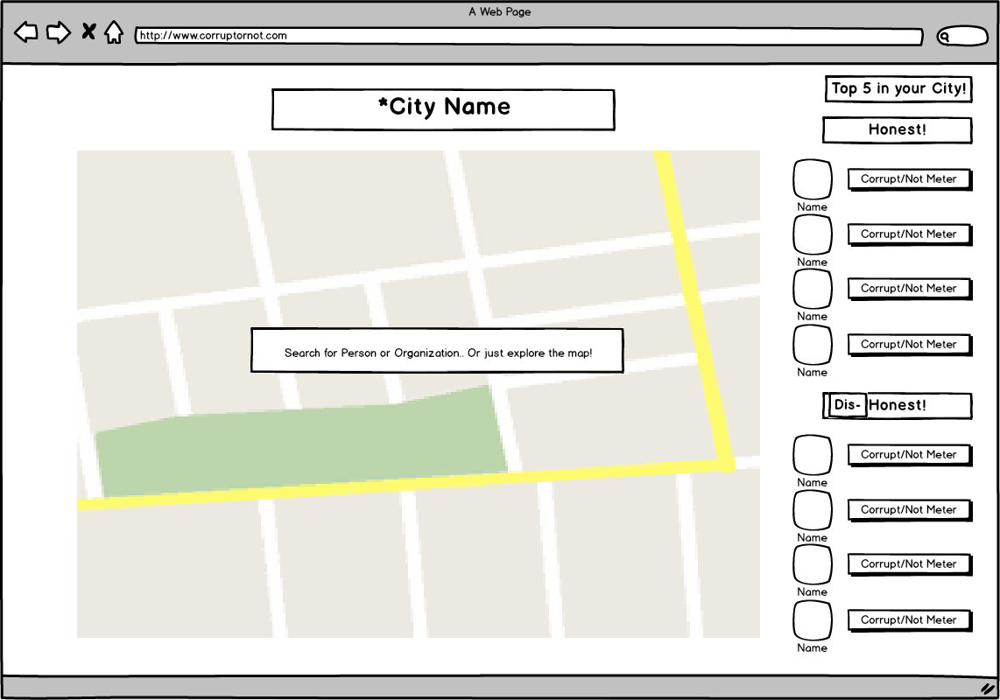 A Web Page
http://www.corruptornot.com
*City Name
Search for Person or Organization.. Or just explore the map!
Top 5 in your City!
Honest!
Corrupt/Not Meter
Name
Corrupt/Not Meter
Name
Corrupt/Not Meter
Name
Corrupt/Not Meter
Name
Dis-Honest!
Corrupt/Not Meter
Name
Corrupt/Not Meter
Name
Corrupt/Not Meter
Name
Corrupt/Not Meter
Name